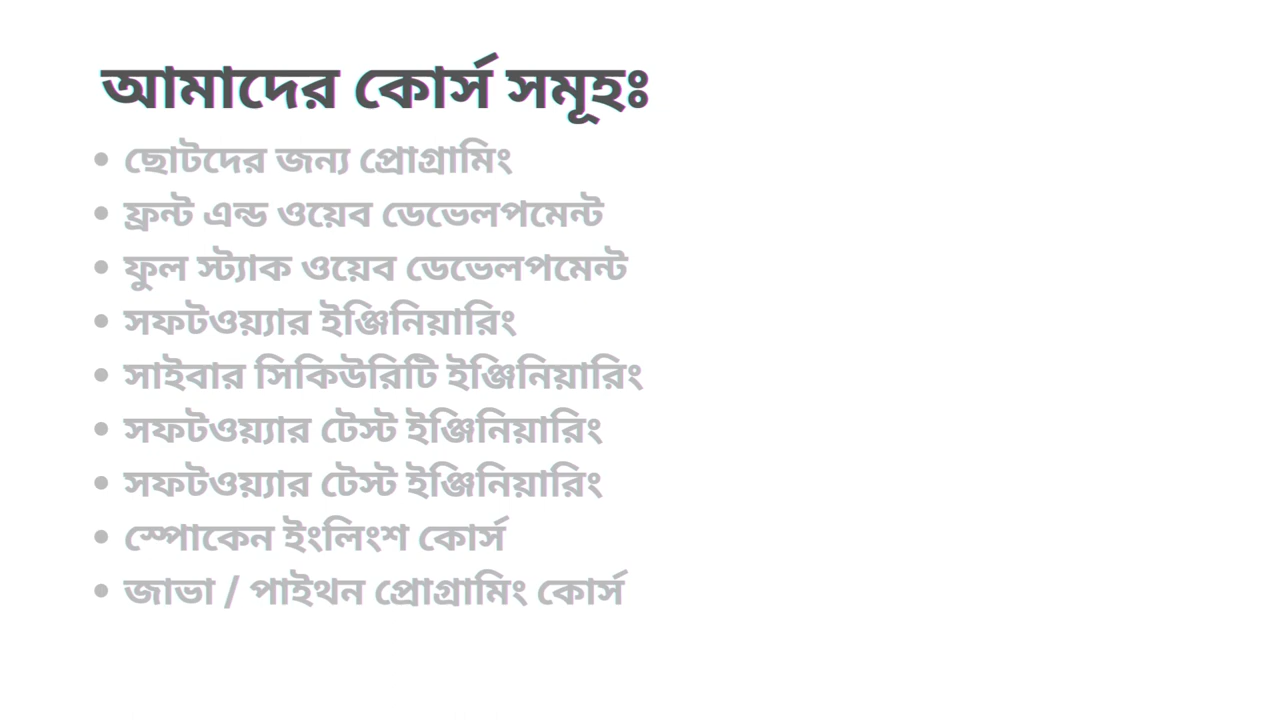 আমাদের কোর্স সমূহঃ
• ছোটদের জন্য প্রোগ্রামিং
• ফ্রন্ট এন্ড ওয়েব ডেভেলপমেন্ট
• ফুল স্ট্যাক ওয়েব ডেভেলপমেন্ট
• সফটওয়্যার ইঞ্জিনিয়ারিং
• সাইবার সিকিউরিটি ইঞ্জিনিয়ারিং
• সফটওয়্যার টেস্ট ইঞ্জিনিয়ারিং
• সফটওয়্যার টেস্ট ইঞ্জিনিয়ারিং
• স্পোকেন ইংলিংশ কোর্স
• জাভা / পাইথন প্রোগ্রামিং কোর্স